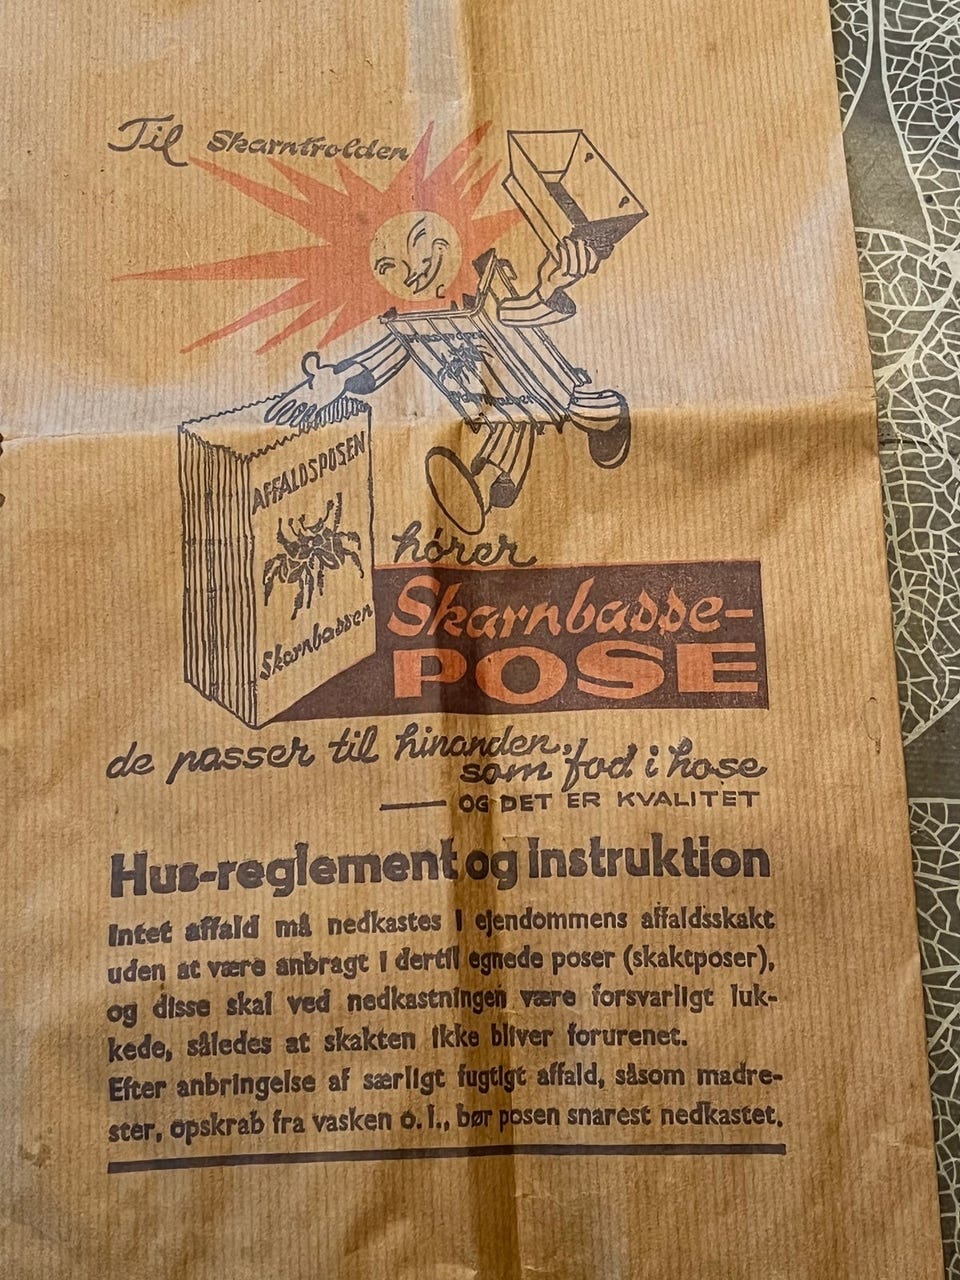 Til Skarntrolden
AFFALDSPOSEN
Skarnbassen
hører
Skarnbasse-
POSE
de passer til hinanden,
som fod i hose
— OG DET ER KVALITET
Hus-reglement og instruktion
Intet affald må nedkastes i ejendommens affaldsskakt
uden at være anbragt i dertil egnede poser (skaktposer),
og disse skal ved nedkastningen være forsvarligt luk-
kede, således at skakten ikke bliver forurenet.
Efter anbringelse af særligt fugtigt affald, såsom madre-
ster, opskrab fra vasken o. l., bør posen snarest nedkastet.